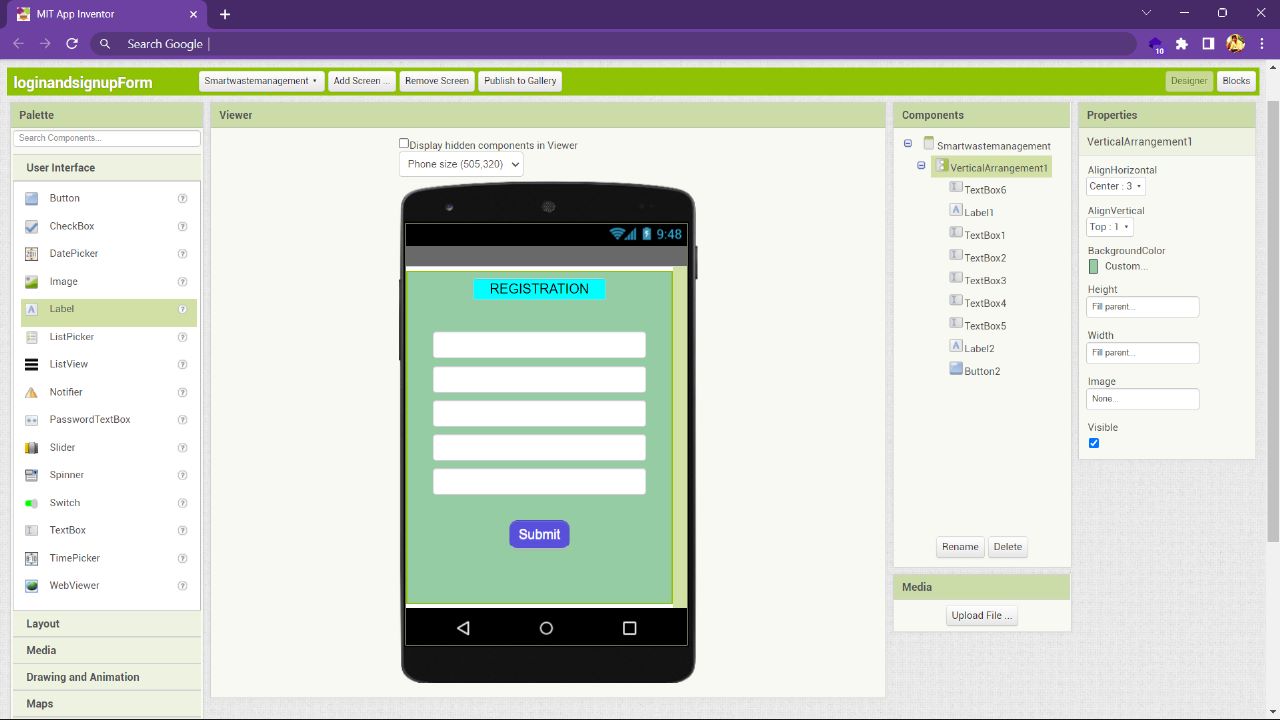 MIT App Inventor
Search Google
10
loginandsignupForm
Smartwastemanagement
Add Screen ...
Remove Screen
Publish to Gallery
Designer
Blocks
Palette
Search Components...
User Interface
Button
CheckBox
DatePicker
Image
Label
ListPicker
ListView
Notifier
PasswordTextBox
Slider
Spinner
Switch
TextBox
TimePicker
WebViewer
Layout
Media
Drawing and Animation
Maps
Viewer
Display hidden components in Viewer
Phone size (505,320)
9:48
REGISTRATION
Submit
Components
Smartwastemanagement
VerticalArrangement1
TextBox6
Label1
TextBox1
TextBox2
TextBox3
TextBox4
TextBox5
Label2
Button2
Rename
Delete
Media
Upload File ...
Properties
VerticalArrangement1
AlignHorizontal
Center : 3
AlignVertical
Top : 1
BackgroundColor
Custom...
Height
Fill parent...
Width
Fill parent...
Image
None...
Visible